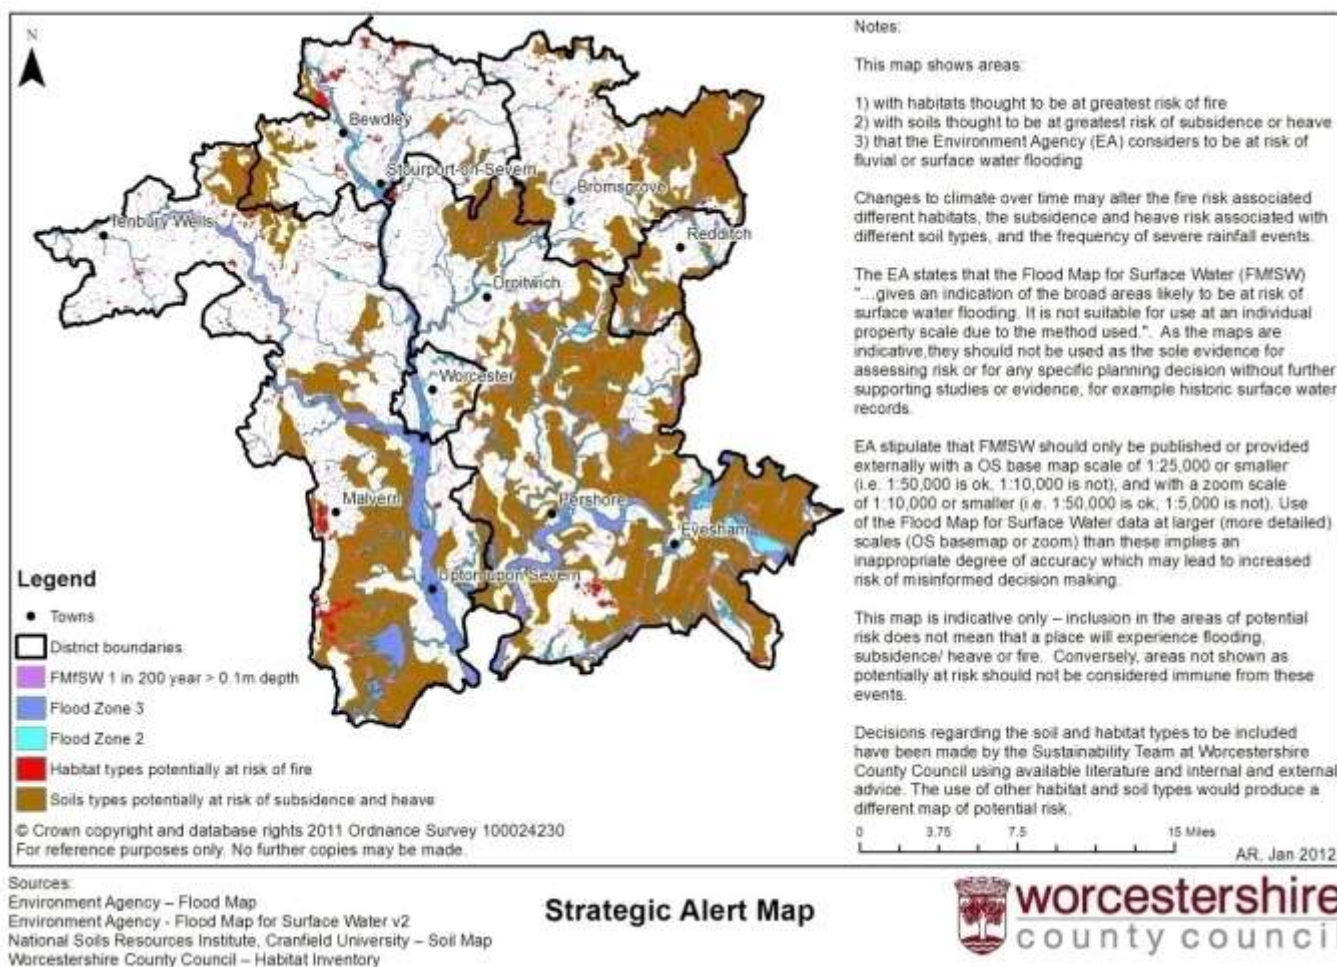 N
Bewdley
Stourport-on-Severn
Bromsgrove
Tenbury Wells
Redditch
Droitwich
Worcester
Malvern
Pershore
Evesham
Upton upon Severn
Legend
Towns
District boundaries
FMfSW 1 in 200 year > 0.1m depth
Flood Zone 3
Flood Zone 2
Habitat types potentially at risk of fire
Soils types potentially at risk of subsidence and heave
© Crown copyright and database rights 2011 Ordnance Survey 100024230
For reference purposes only. No further copies may be made.
Notes:
This map shows areas:
1) with habitats thought to be at greatest risk of fire
2) with soils thought to be at greatest risk of subsidence or heave
3) that the Environment Agency (EA) considers to be at risk of
fluvial or surface water flooding
Changes to climate over time may alter the fire risk associated
different habitats, the subsidence and heave risk associated with
different soil types, and the frequency of severe rainfall events.
The EA states that the Flood Map for Surface Water (FMfSW)
"....gives an indication of the broad areas likely to be at risk of
surface water flooding. It is not suitable for use at an individual
property scale due to the method used.". As the maps are
indicative,they should not be used as the sole evidence for
assessing risk or for any specific planning decision without further
supporting studies or evidence, for example historic surface water
records.
EA stipulate that FMfSW should only be published or provided
externally with a OS base map scale of 1:25,000 or smaller
(i.e. 1:50,000 is ok, 1:10,000 is not), and with a zoom scale
of 1:10,000 or smaller (i.e. 1:50,000 is ok, 1:5,000 is not). Use
of the Flood Map for Surface Water data at larger (more detailed)
scales (OS basemap or zoom) than these implies an
inappropriate degree of accuracy which may lead to increased
risk of misinformed decision making.
This map is indicative only – inclusion in the areas of potential
risk does not mean that a place will experience flooding,
subsidence/ heave or fire. Conversely, areas not shown as
potentially at risk should not be considered immune from these
events.
Decisions regarding the soil and habitat types to be included
have been made by the Sustainability Team at Worcestershire
County Council using available literature and internal and external
advice. The use of other habitat and soil types would produce a
different map of potential risk.
0 3.75 7.5 15 Miles
AR, Jan 2012
Sources:
Environment Agency – Flood Map
Environment Agency - Flood Map for Surface Water v2
National Soils Resources Institute, Cranfield University – Soil Map
Worcestershire County Council – Habitat Inventory
Strategic Alert Map
worcestershire
county council